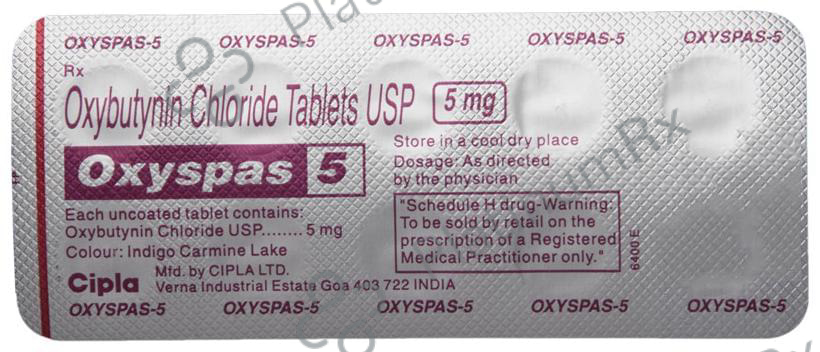 OXYSPAS-5 OXYSPAS-5 OXYSPAS-5 OXYSPAS-5 OXYSPAS-5
Rx
Oxybutynin Chloride Tablets USP 5 mg
Oxyspas 5
Each uncoated tablet contains:
Oxybutynin Chloride USP........ 5 mg
Colour: Indigo Carmine Lake
Store in a cool dry place
Dosage: As directed
by the physician
"Schedule H drug-Warning:
To be sold by retail on the
prescription of a Registered
Medical Practitioner only."
6400 E
Cipla
Mfd. by CIPLA LTD.
Verna Industrial Estate Goa 403 722 INDIA
OXYSPAS-5 OXYSPAS-5 OXYSPAS-5 OXYSPAS-5 OXYSPAS-5